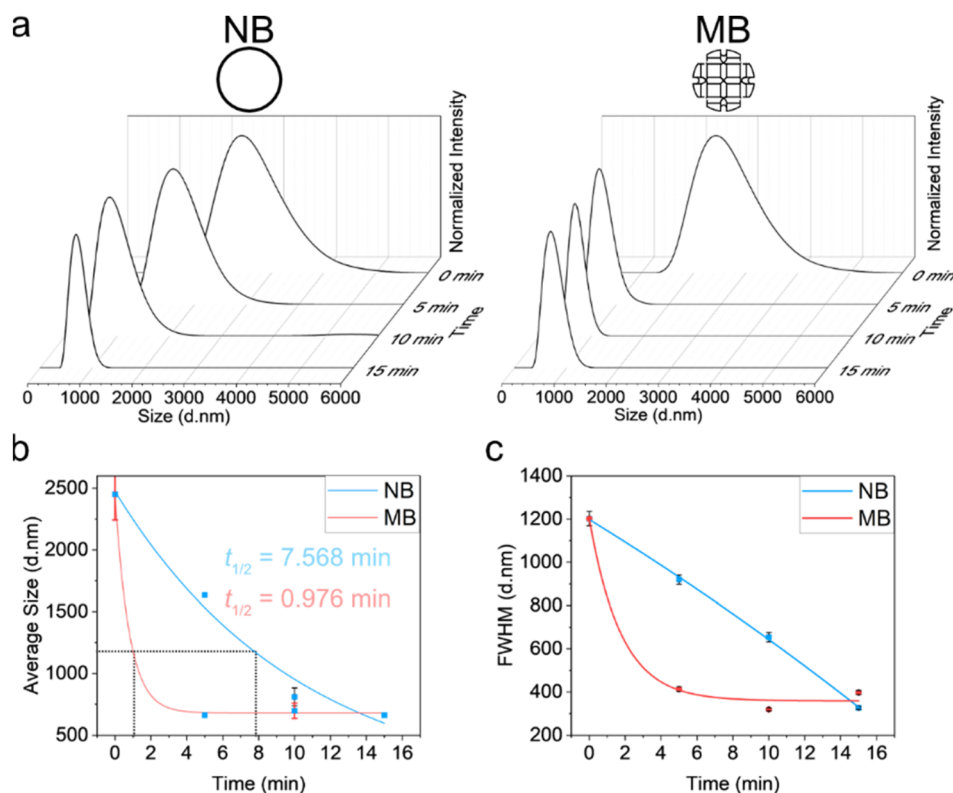 a
NB
MB
Normalized Intensity
0 min
5 min
10 min
15 min
Time
0 1000 2000 3000 4000 5000 6000
Size (d.nm)
Normalized Intensity
0 min
5 min
10 min
15 min
Time
0 1000 2000 3000 4000 5000 6000
Size (d.nm)
b
Average Size (d.nm)
2500
2000
1500
1000
500
NB
MB
t1/2 = 7.568 min
t1/2 = 0.976 min
0 2 4 6 8 10 12 14 16
Time (min)
c
FWHM (d.nm)
1400
1200
1000
800
600
400
200
NB
MB
0 2 4 6 8 10 12 14 16
Time (min)